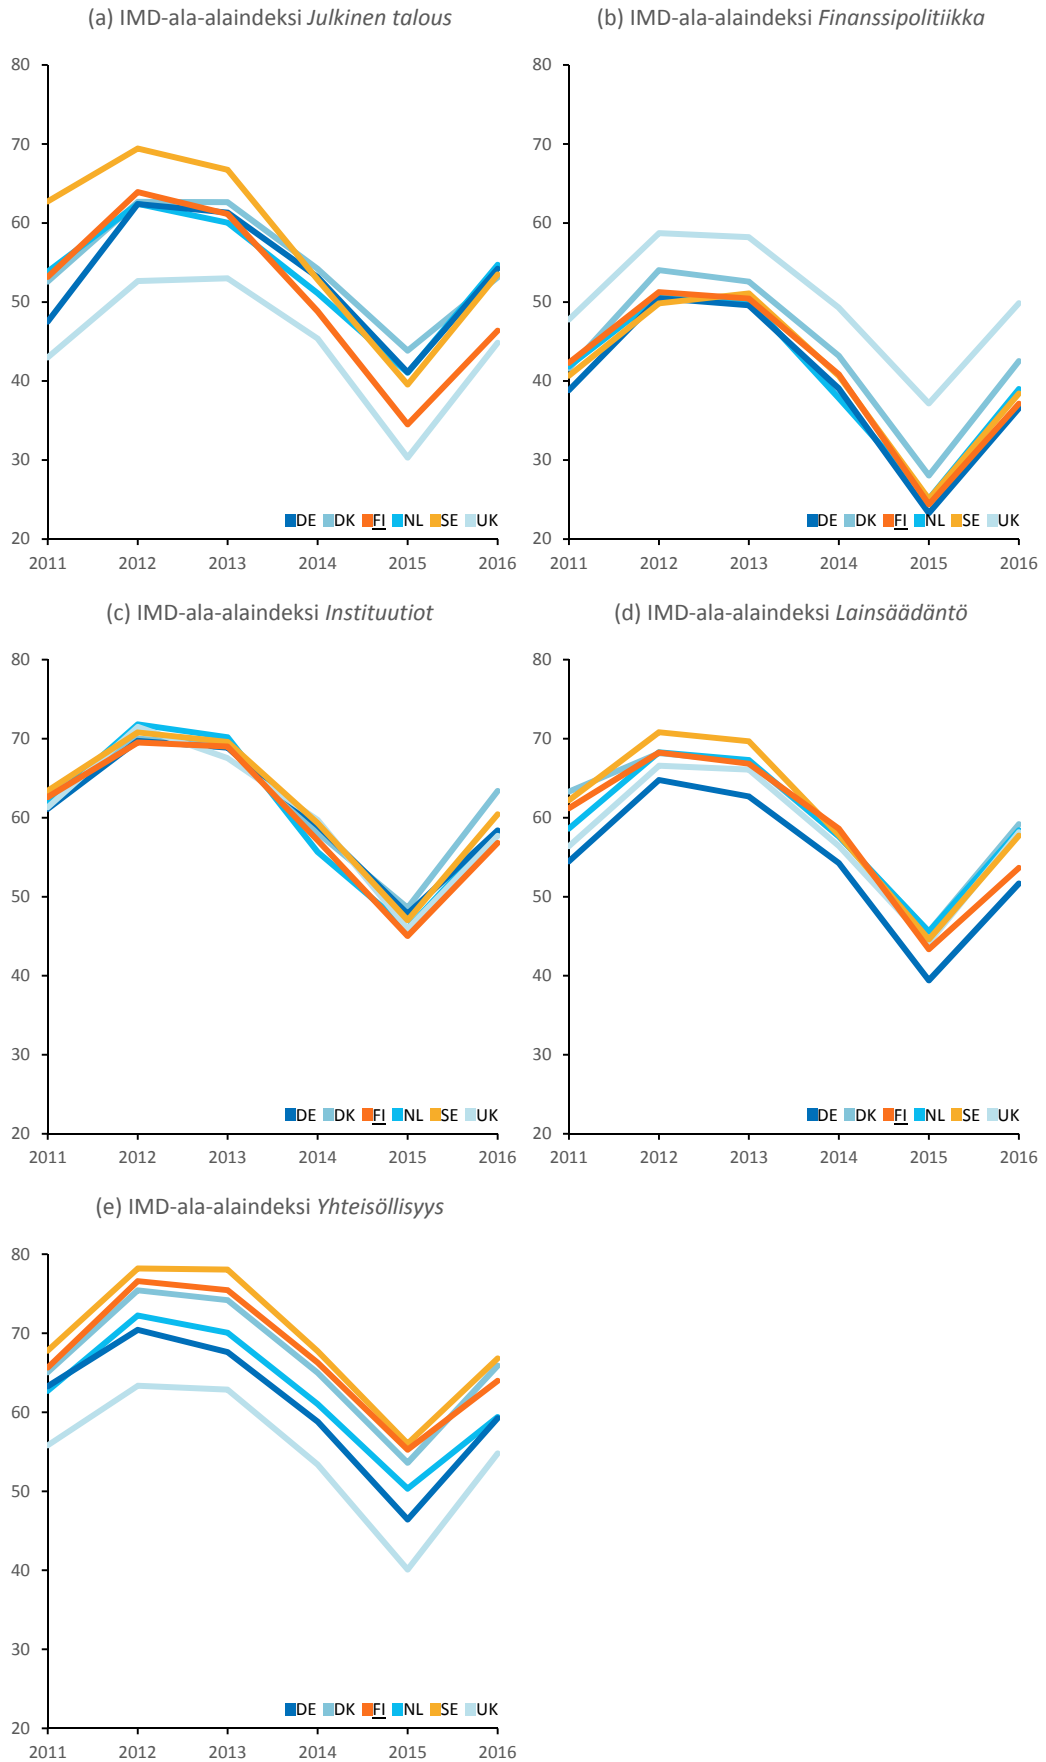 (a) IMD-ala-alaindeksi Julkinen talous
80
70
60
50
40
30
20
DE DK FI NL SE UK
2011 2012 2013 2014 2015 2016
(b) IMD-ala-alaindeksi Finanssipolitiikka
80
70
60
50
40
30
20
DE DK FI NL SE UK
2011 2012 2013 2014 2015 2016
(c) IMD-ala-alaindeksi Instituutiot
80
70
60
50
40
30
20
DE DK FI NL SE UK
2011 2012 2013 2014 2015 2016
(d) IMD-ala-alaindeksi Lainsäädäntö
80
70
60
50
40
30
20
DE DK FI NL SE UK
2011 2012 2013 2014 2015 2016
(e) IMD-ala-alaindeksi Yhteisöllisyys
80
70
60
50
40
30
20
DE DK FI NL SE UK
2011 2012 2013 2014 2015 2016